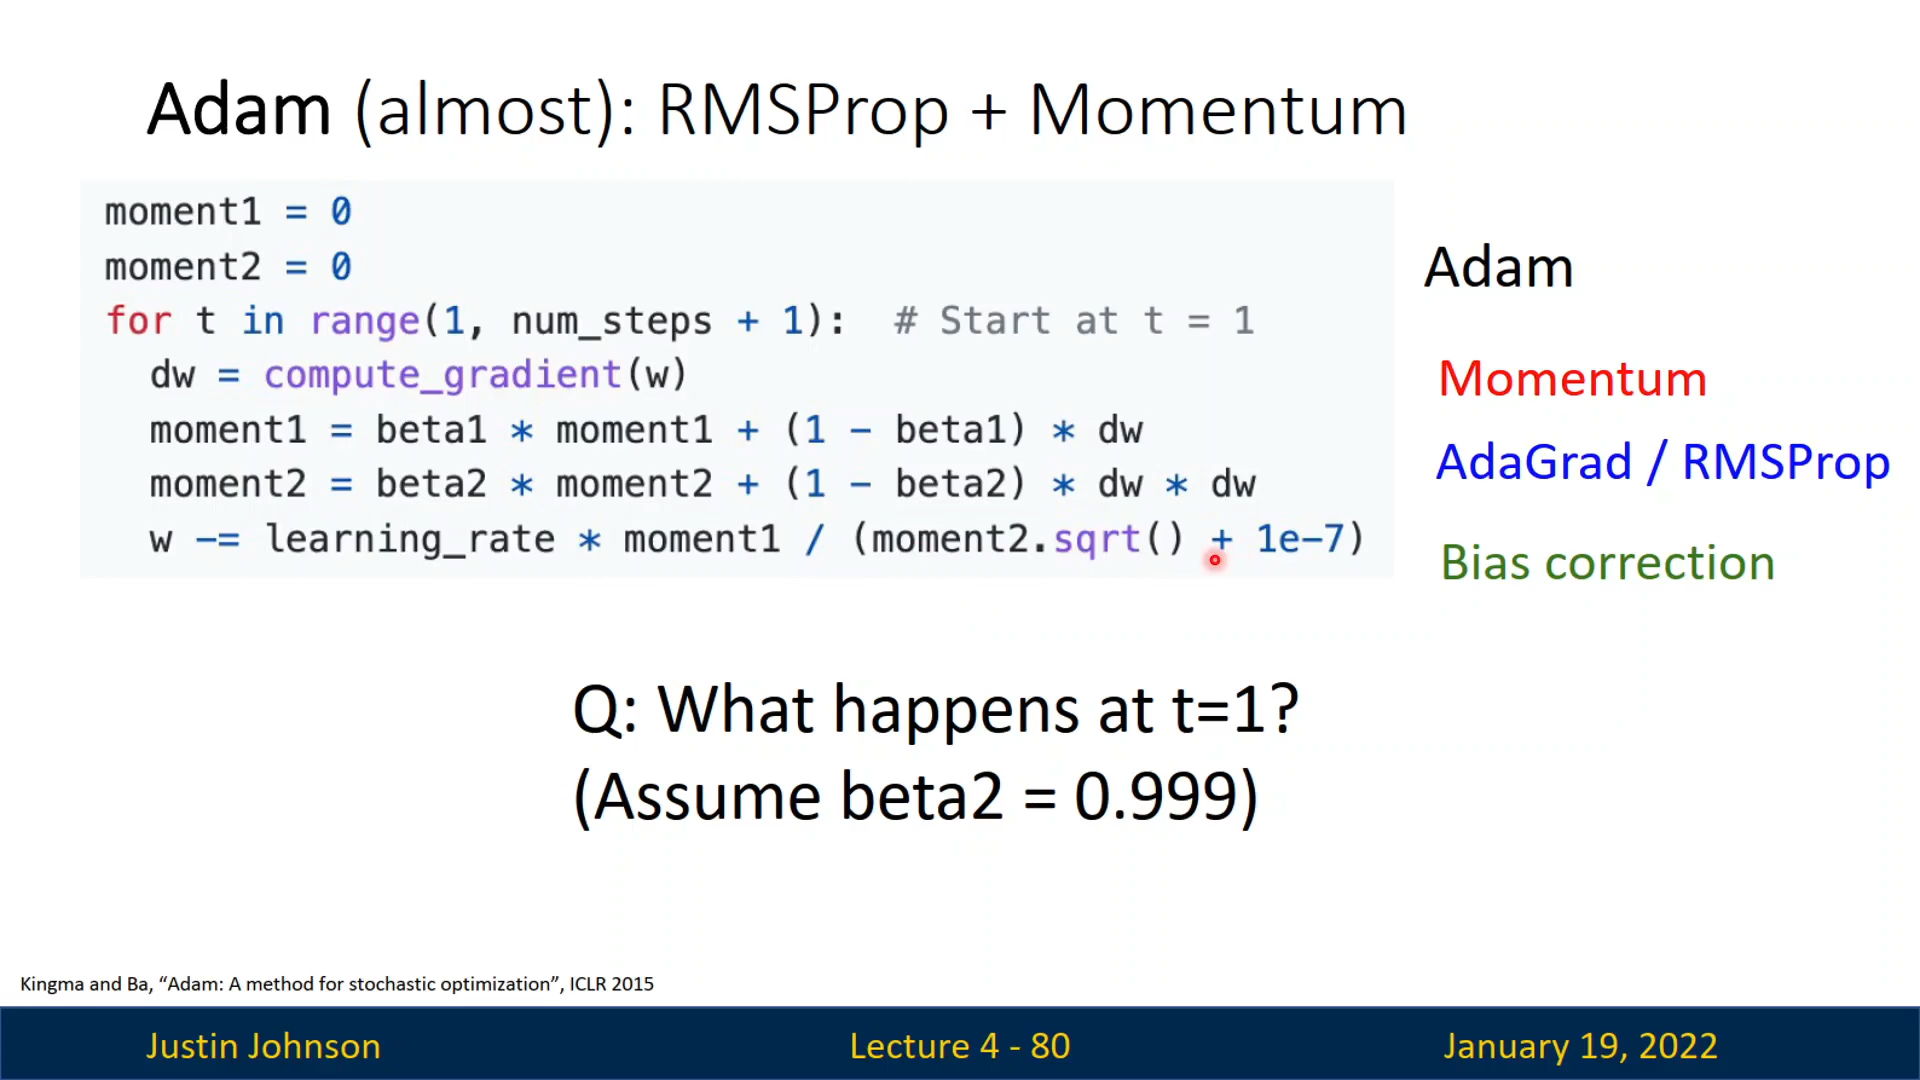 Adam (almost): RMSProp + Momentum
moment1 = 0
moment2 = 0
for t in range(1, num_steps + 1):  # Start at t = 1
  dw = compute_gradient(w)
  moment1 = beta1 * moment1 + (1 - beta1) * dw
  moment2 = beta2 * moment2 + (1 - beta2) * dw * dw
  w -= learning_rate * moment1 / (moment2.sqrt() + 1e-7)
Adam
Momentum
AdaGrad / RMSProp
Bias correction
Q: What happens at t=1?
(Assume beta2 = 0.999)
Kingma and Ba, “Adam: A method for stochastic optimization”, ICLR 2015
Justin Johnson
Lecture 4 - 80
January 19, 2022